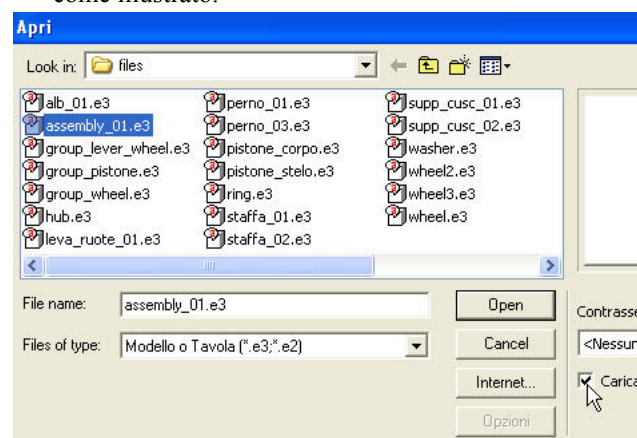 come illustrato.
Apri
Look in: files
alb_01.e3
assembly_01.e3
group_lever_wheel.e3
group_pistone.e3
group_wheel.e3
hub.e3
leva_ruote_01.e3
perno_01.e3
perno_03.e3
pistone_corpo.e3
pistone_stelo.e3
ring.e3
staffa_01.e3
staffa_02.e3
supp_cusc_01.e3
supp_cusc_02.e3
washer.e3
wheel2.e3
wheel3.e3
wheel.e3
File name: assembly_01.e3
Open
Files of type: Modello o Tavola (*.e3;*.e2)
Cancel
Internet...
Opzioni
Contrasse
<Nessun
Carica